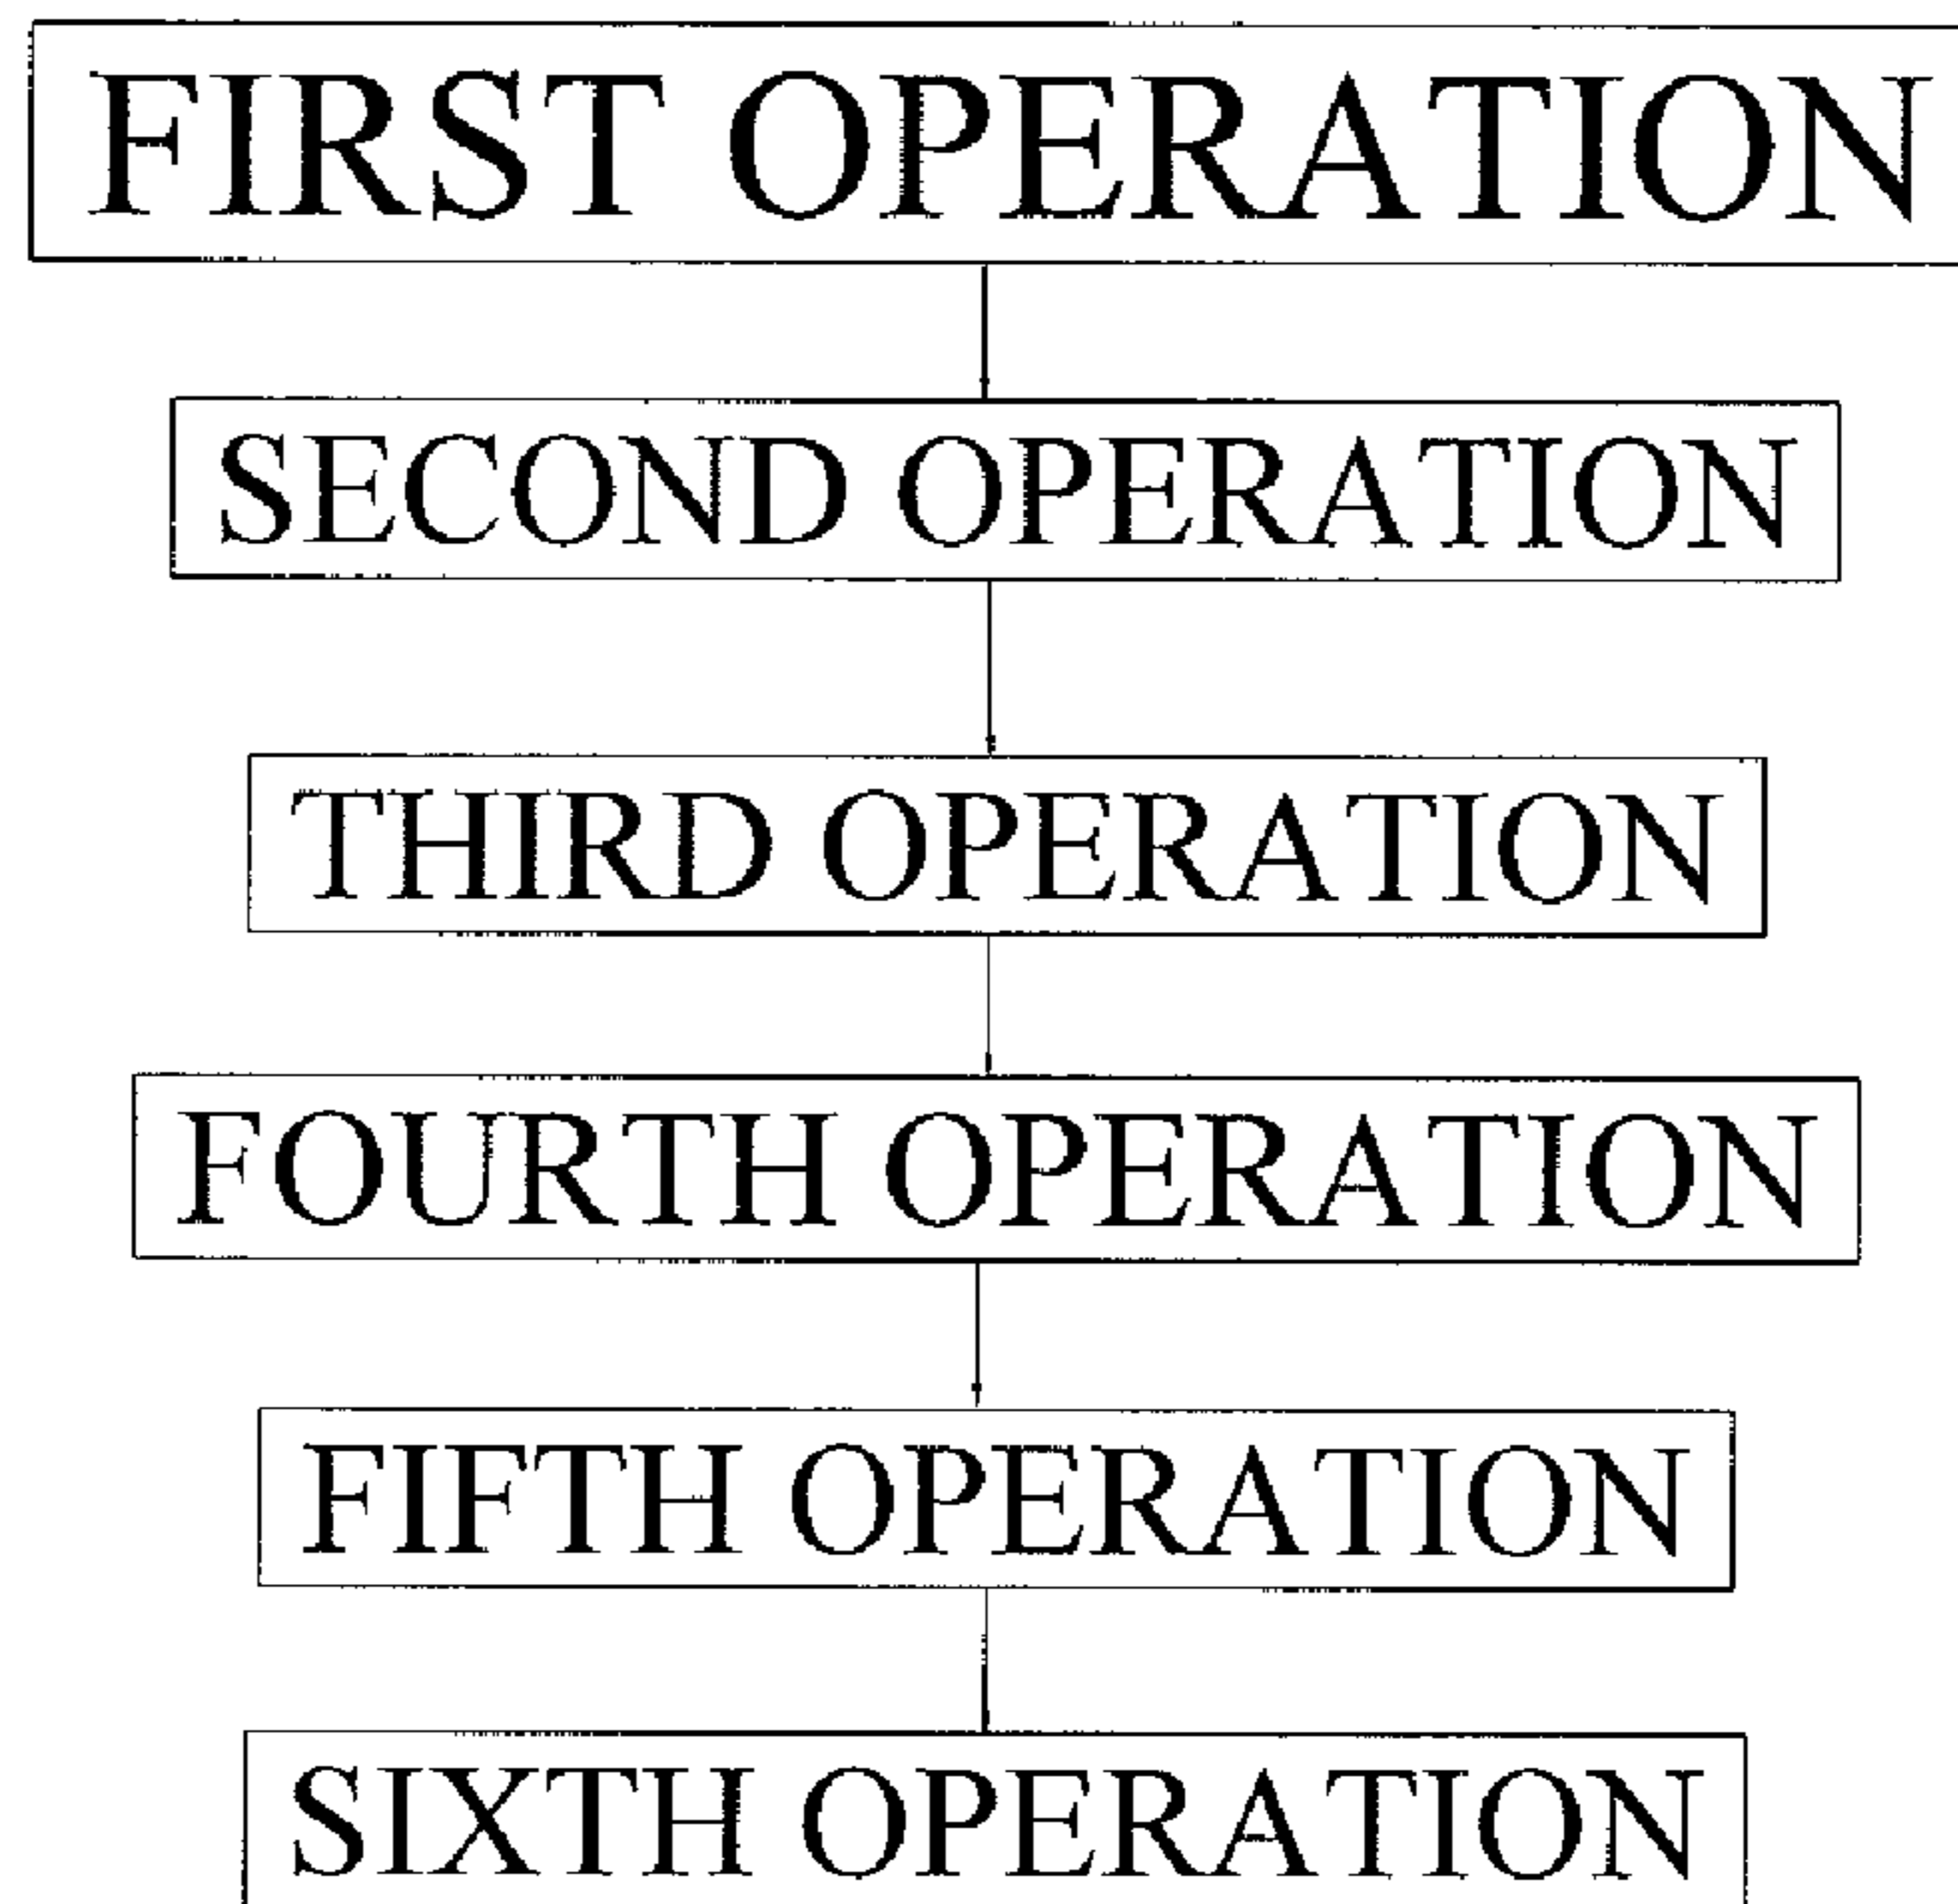 FIRST OPERATION
SECOND OPERATION
THIRD OPERATION
FOURTH OPERATION
FIFTH OPERATION
SIXTH OPERATION